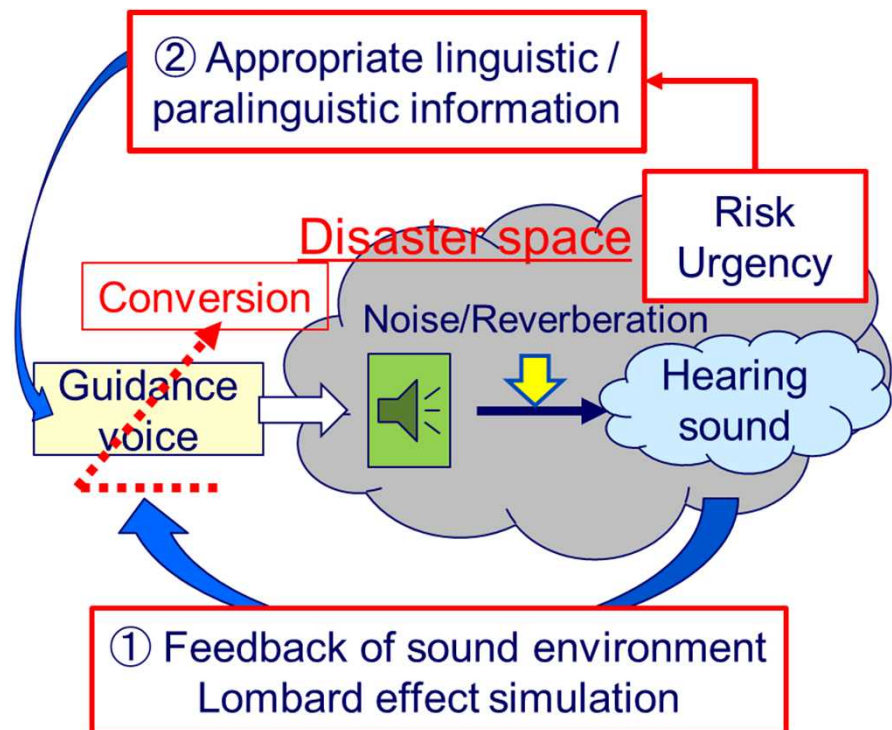 ② Appropriate linguistic /
paralinguistic information
Risk
Urgency
Disaster space
Conversion
Noise/Reverberation
Guidance
voice
Hearing
sound
① Feedback of sound environment
Lombard effect simulation